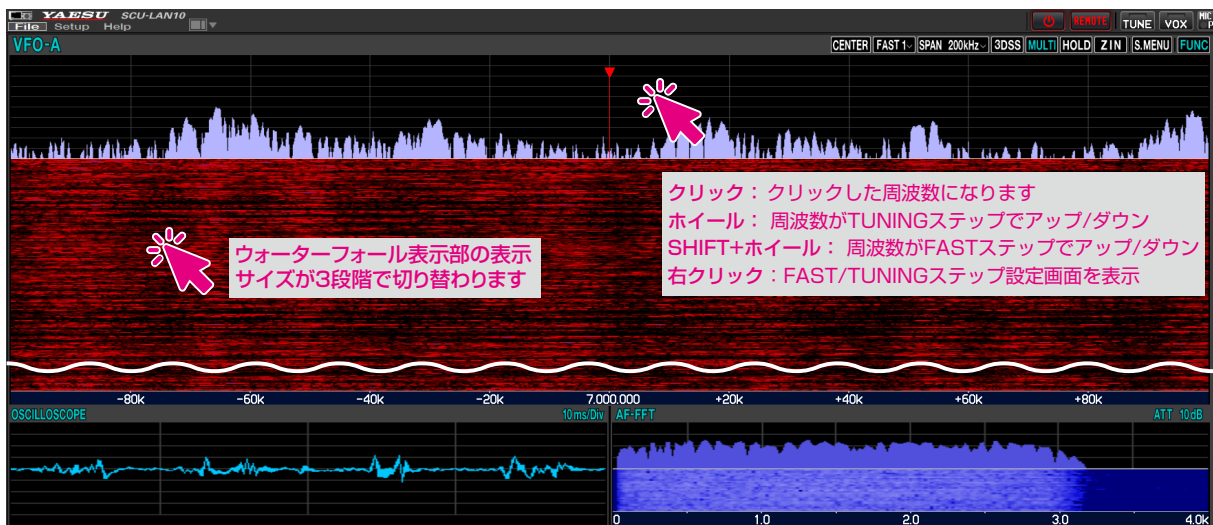 YAESU SCU-LAN10
File Setup Help
REMOTE TUNE VOX MIC
VFO-A
CENTER FAST 1 SPAN 200kHz 3DSS MULTI HOLD Z IN S.MENU FUNC
クリック： クリックした周波数になります
ホイール： 周波数がTUNINGステップでアップ/ダウン
SHIFT+ホイール： 周波数がFASTステップでアップ/ダウン
右クリック：FAST/TUNINGステップ設定画面を表示
ウォーターフォール表示部の表示
サイズが3段階で切り替わります
-80k -60k -40k -20k 7.000.000 +20k +40k +60k +80k
OSCILLOSCOPE 10ms/Div AF-FFT ATT 10dB
0 1.0 2.0 3.0 4.0k